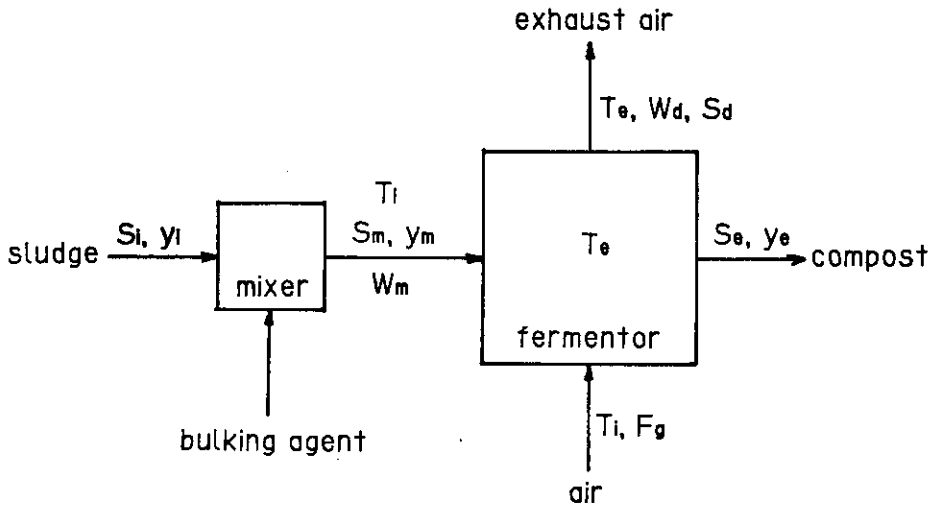 exhaust air
Te, Wd, Sd
Ti
Si, yi
Sm, ym
Te
Se, ye
sludge
compost
mixer
Wm
fermentor
bulking agent
Ti, Fg
air